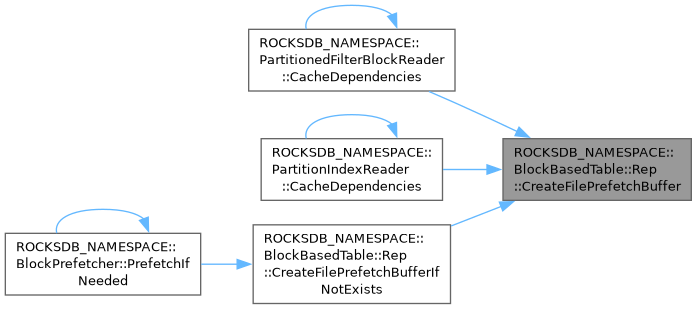 ROCKSDB_NAMESPACE::
PartitionedFilterBlockReader
::CacheDependencies
ROCKSDB_NAMESPACE::
PartitionIndexReader
::CacheDependencies
ROCKSDB_NAMESPACE::
BlockBasedTable::Rep
::CreateFilePrefetchBuffer
ROCKSDB_NAMESPACE::
BlockPrefetcher::PrefetchIf
Needed
ROCKSDB_NAMESPACE::
BlockBasedTable::Rep
::CreateFilePrefetchBufferIf
NotExists